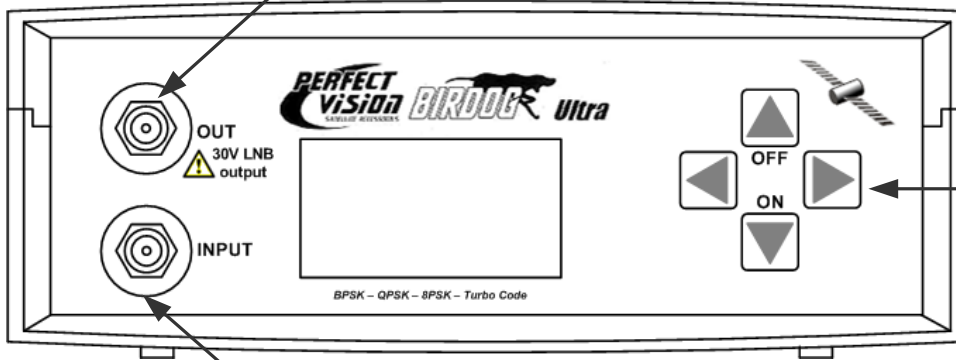 PERFECT
ViSiON
SATELLITE ACCESSORIES
BIRDOG
Ultra
OUT
30V LNB
output
INPUT
OFF
ON
BPSK – QPSK – 8PSK – Turbo Code